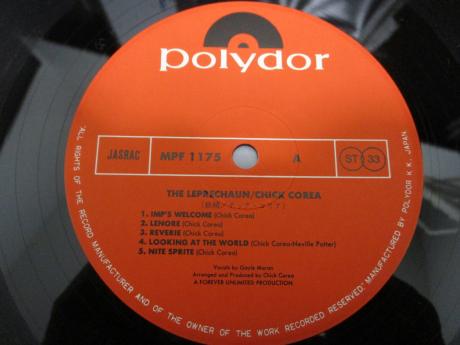 polydor
JASRAC
MPF 1175
A
ST 33
THE LEPRECHAUN/CHICK COREA
1. IMP'S WELCOME (Chick Corea)
2. LENORE (Chick Corea)
3. REVERIE (Chick Corea)
4. LOOKING AT THE WORLD (Chick Corea-Neville Potter)
5. NITE SPRITE (Chick Corea)
Vocals by Gayle Moran
Arranged and Produced by Chick Corea
A FOREVER UNLIMITED PRODUCTION
"ALL RIGHTS OF THE RECORD MANUFACTURER AND OF THE OWNER OF THE WORK RECORDED RESERVED" MANUFACTURED BY POLYDOR K.K. JAPAN